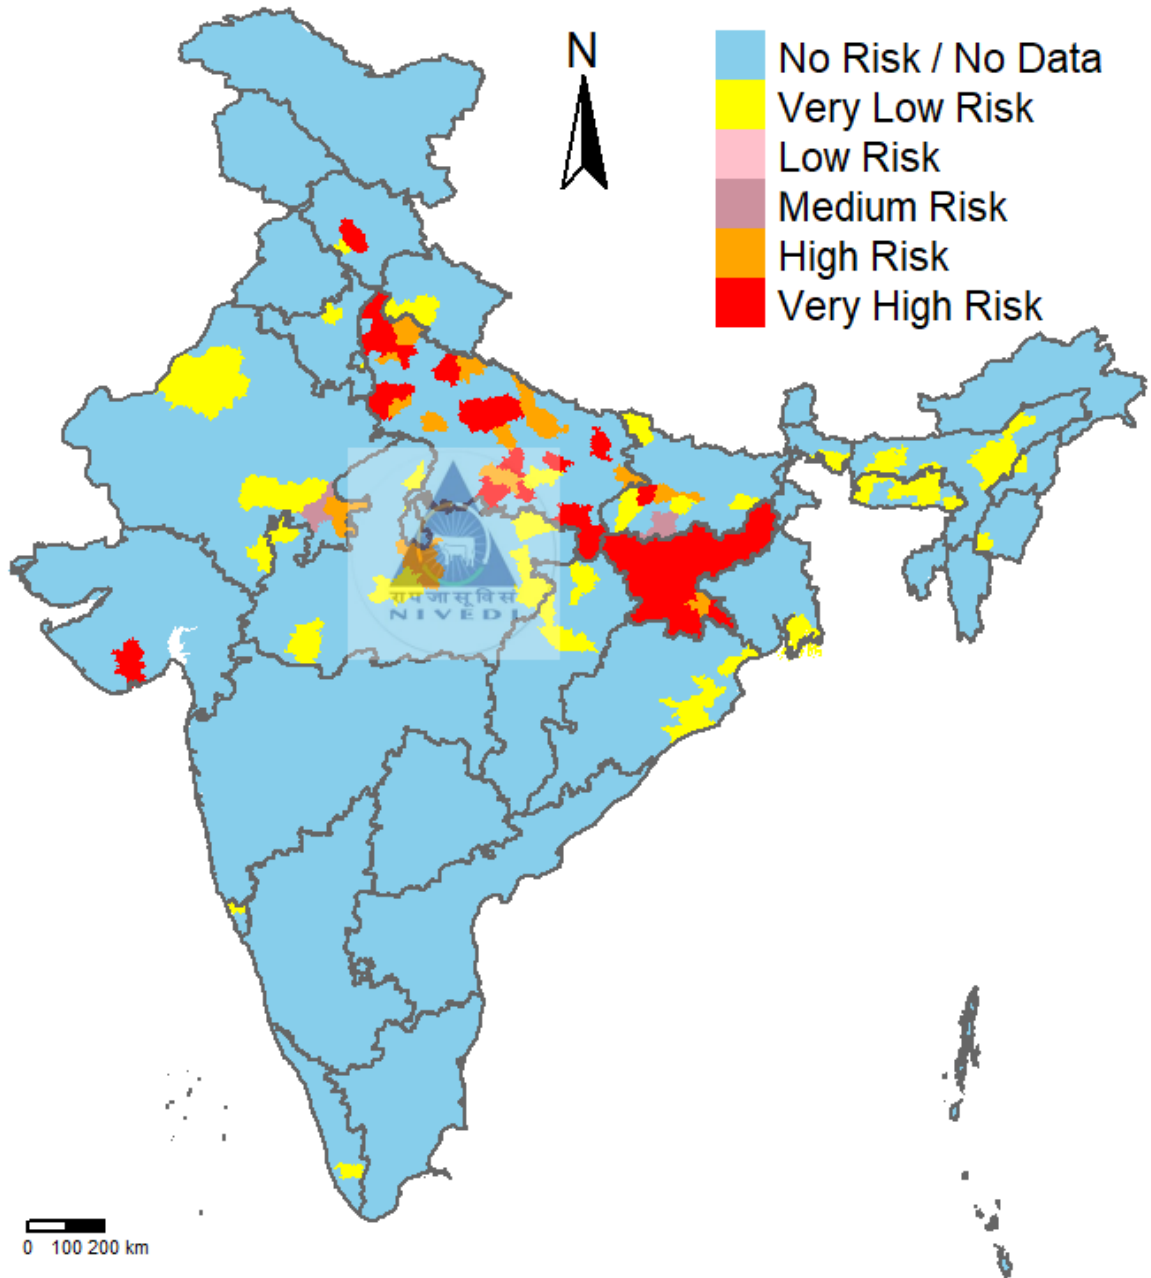 N
No Risk / No Data
Very Low Risk
Low Risk
Medium Risk
High Risk
Very High Risk
रा प जा सू वि सं
NIVEDI
0 100 200 km